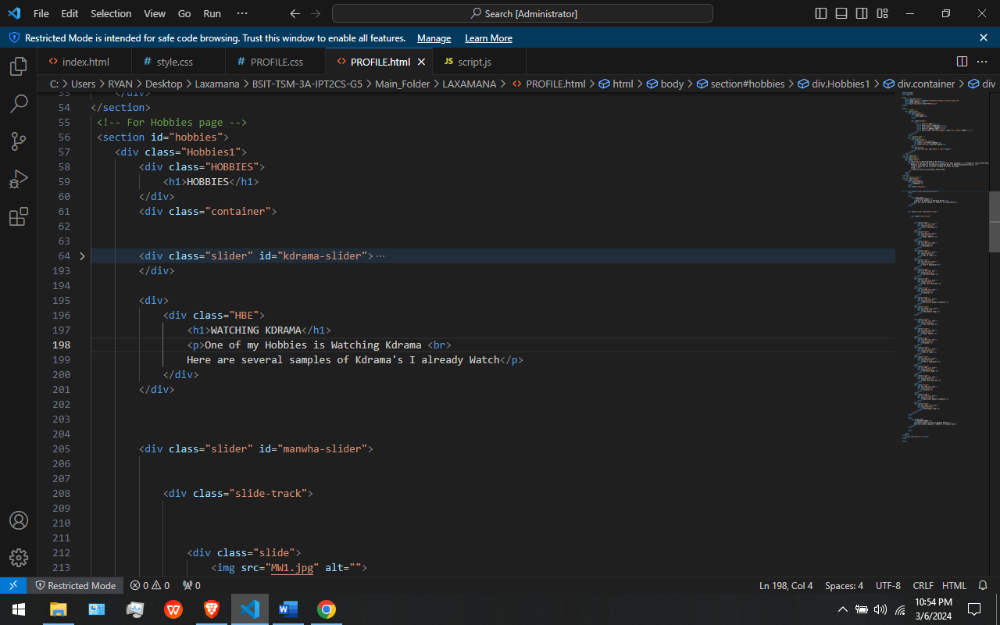 File Edit Selection View Go Run ··· Search [Administrator]
Restricted Mode is intended for safe code browsing. Trust this window to enable all features. Manage Learn More
<> index.html # style.css # PROFILE.css <> PROFILE.html JS script.js ···
C: > Users > RYAN > Desktop > Laxamana > BSIT-TSM-3A-IPT2CS-G5 > Main_Folder > LAXAMANA > <> PROFILE.html > html > body > section#hobbies > div.Hobbies1 > div.container > div
53 </div>
54 </section>
55 <!-- For Hobbies page -->
56 <section id="hobbies">
57 <div class="Hobbies1">
58 <div class="HOBBIES">
59 <h1>HOBBIES</h1>
60 </div>
61 <div class="container">
62
63
64 <div class="slider" id="kdrama-slider">···
193 </div>
194
195 <div>
196 <div class="HBE">
197 <h1>WATCHING KDRAMA</h1>
198 <p>One of my Hobbies is Watching Kdrama <br>
199 Here are several samples of Kdrama's I already Watch</p>
200 </div>
201 </div>
202
203
204
205 <div class="slider" id="manwha-slider">
206
207
208 <div class="slide-track">
209
210
211
212 <div class="slide">
213 <img src="MW1.jpg" alt="">
Restricted Mode 0 0 0 Ln 198, Col 4 Spaces: 4 UTF-8 CRLF HTML
10:54 PM
3/6/2024